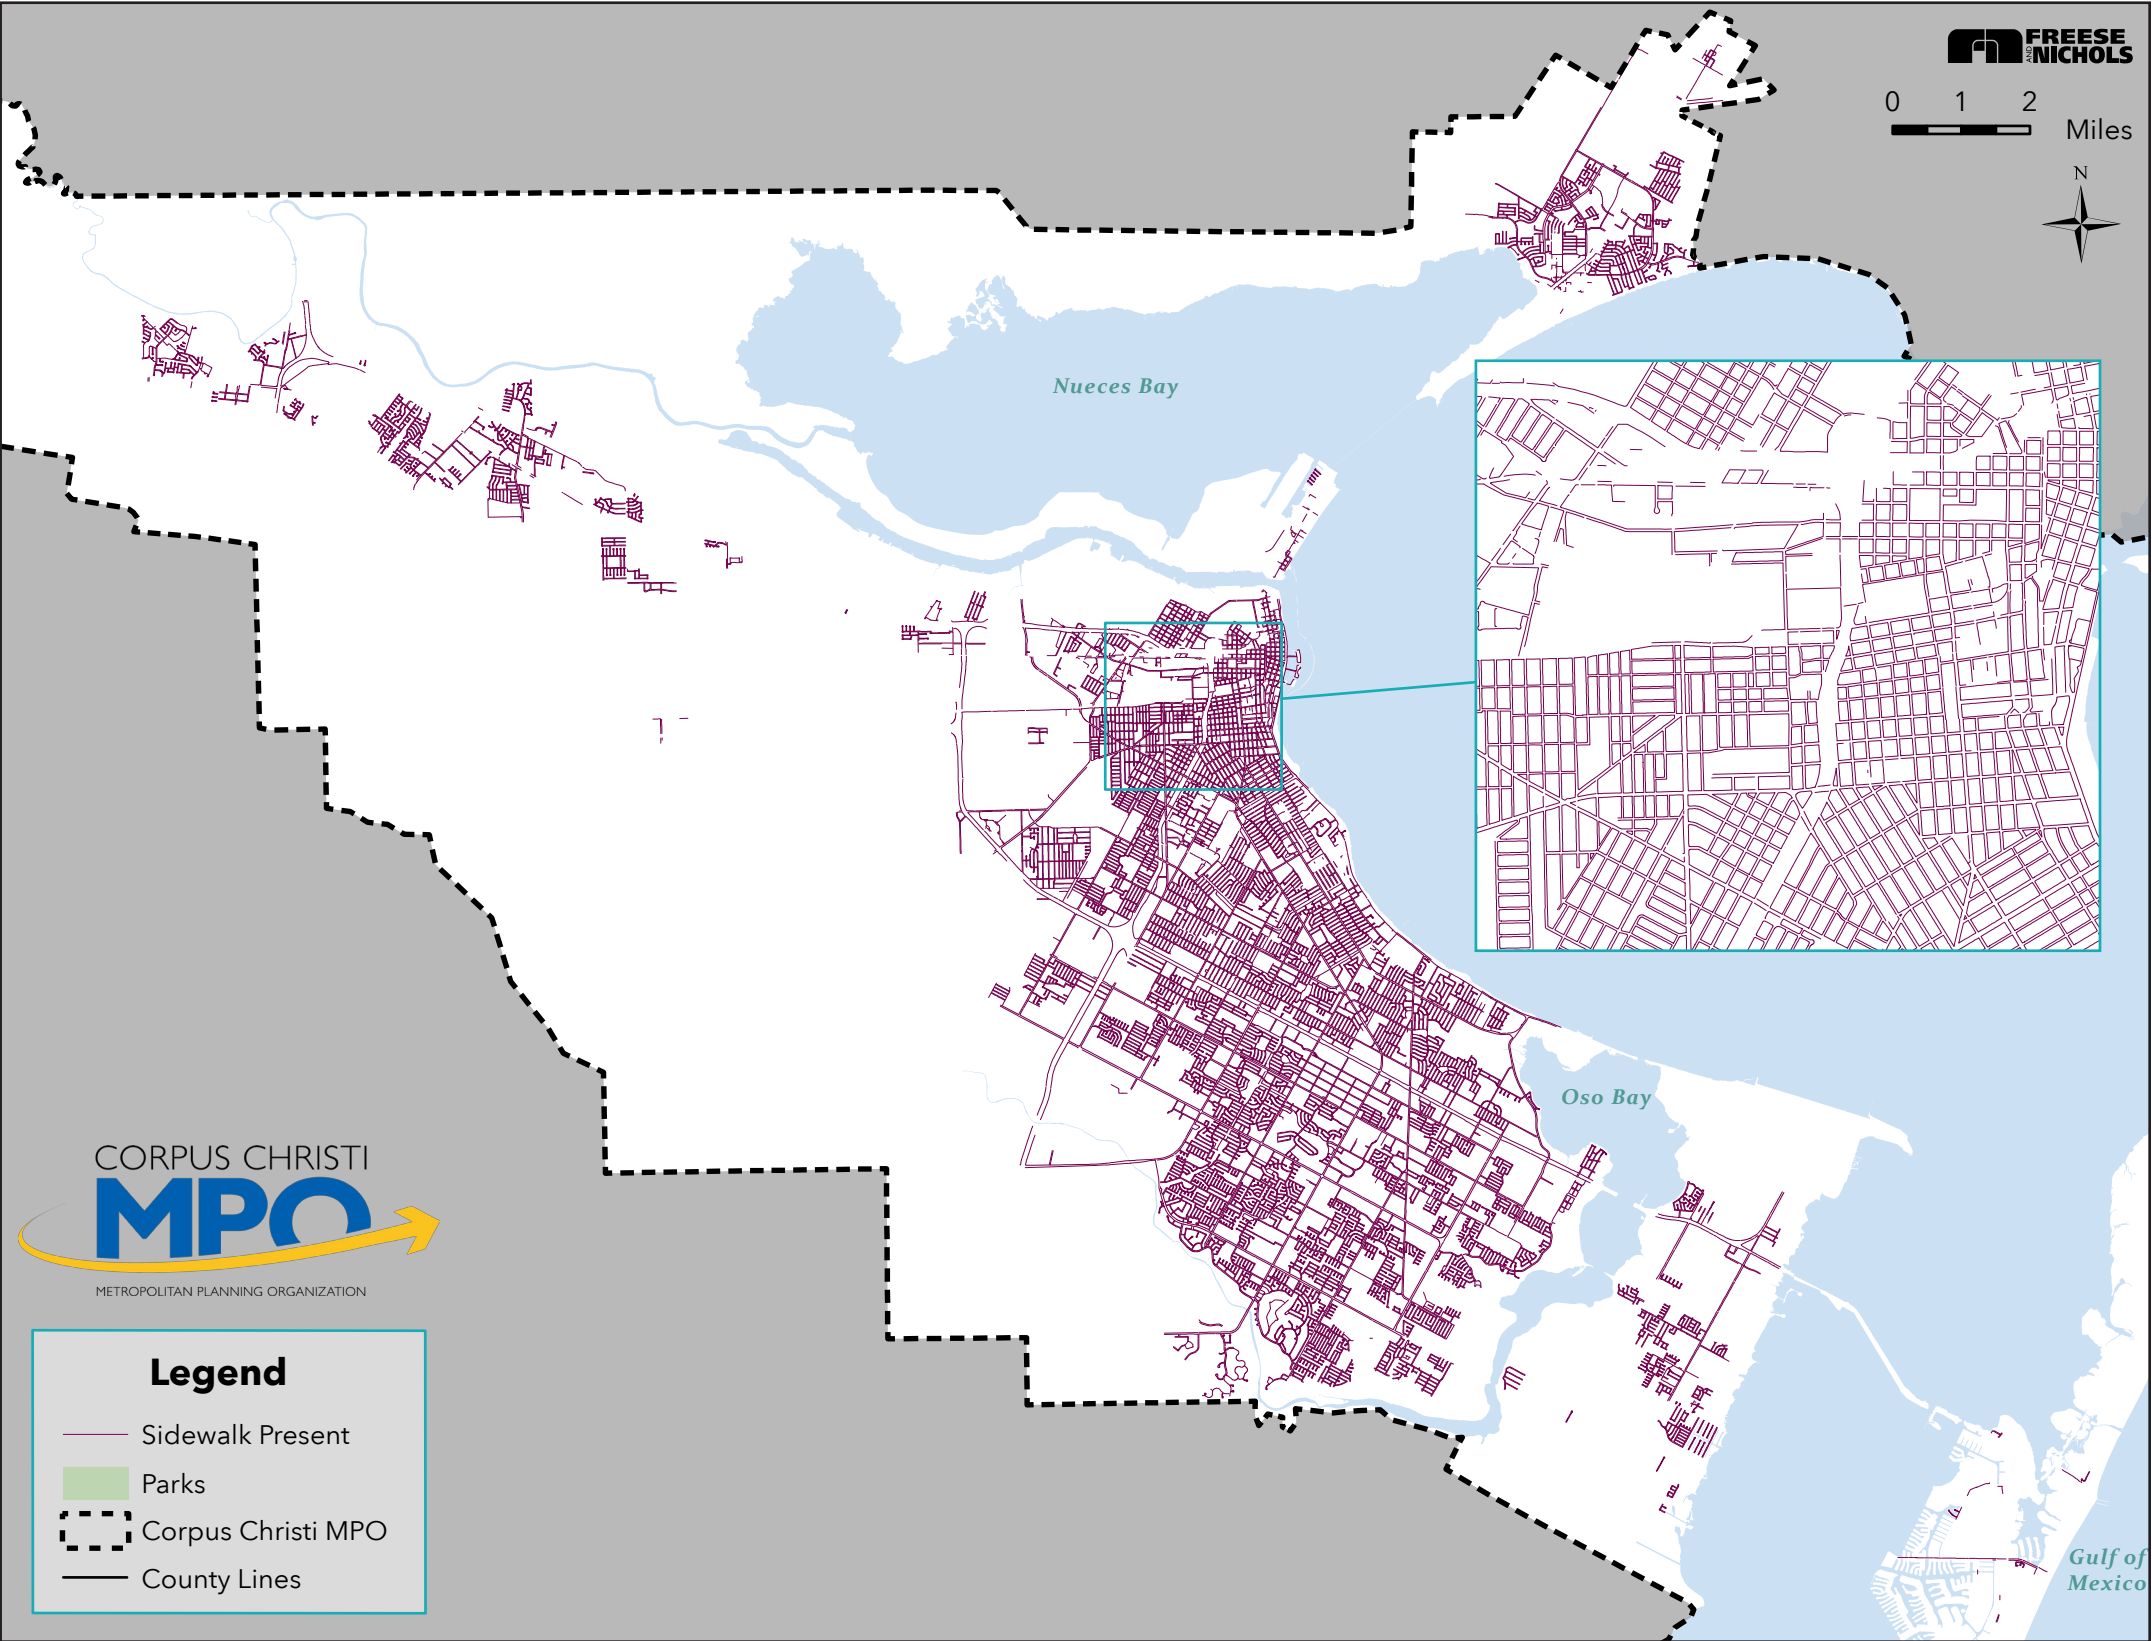 FREESE
AND
NICHOLS
0 1 2
Miles
N
Nueces Bay
Oso Bay
CORPUS CHRISTI
MPO
METROPOLITAN PLANNING ORGANIZATION
Legend
Sidewalk Present
Parks
Corpus Christi MPO
County Lines
Gulf of
Mexico